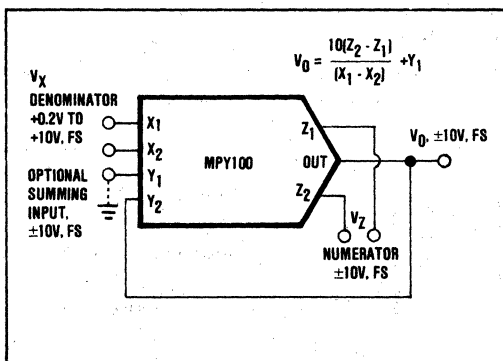 V₀ = 10(Z₂ - Z₁) / (X₁ - X₂) + Y₁
Vₓ
DENOMINATOR
+0.2V TO
+10V, FS
OPTIONAL
SUMMING
INPUT,
±10V, FS
X₁
X₂
Y₁
Y₂
MPY100
Z₁
OUT
Z₂
V₀, ±10V, FS
V_Z
NUMERATOR
±10V, FS